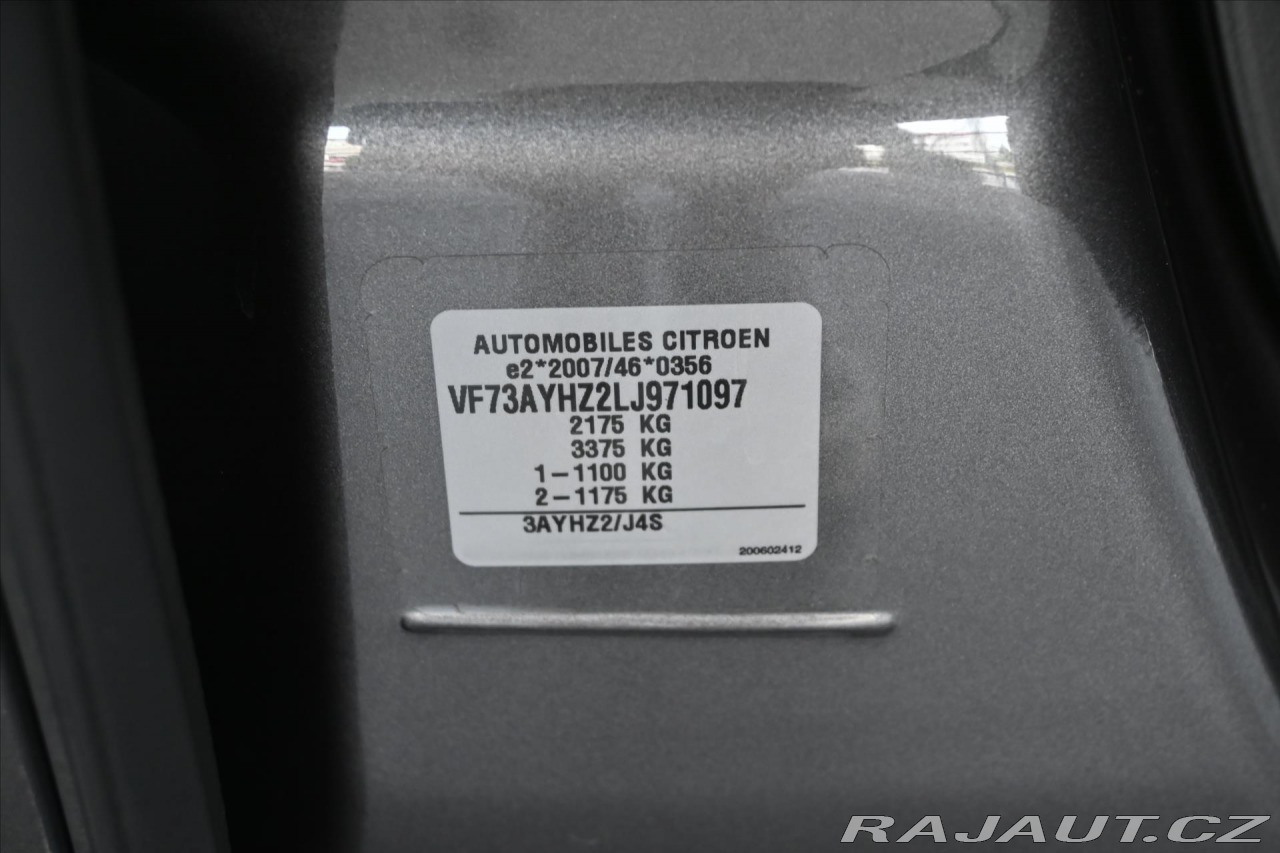 AUTOMOBILES CITROEN
e2*2007/46*0356
VF73AYHZ2LJ971097
2175 KG
3375 KG
1-1100 KG
2-1175 KG
3AYHZ2/J4S
200602412
RAJAUT.CZ